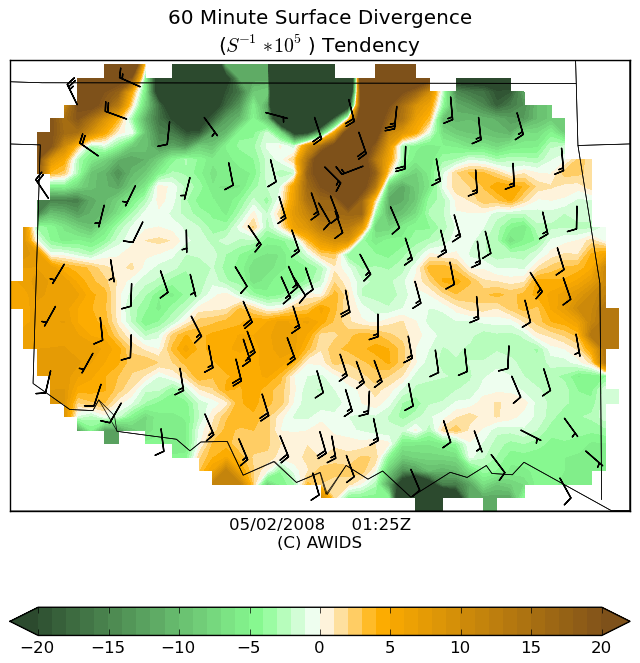 60 Minute Surface Divergence
(S⁻¹ * 10⁵ ) Tendency
05/02/2008 01:25Z
(C) AWIDS
−20 −15 −10 −5 0 5 10 15 20